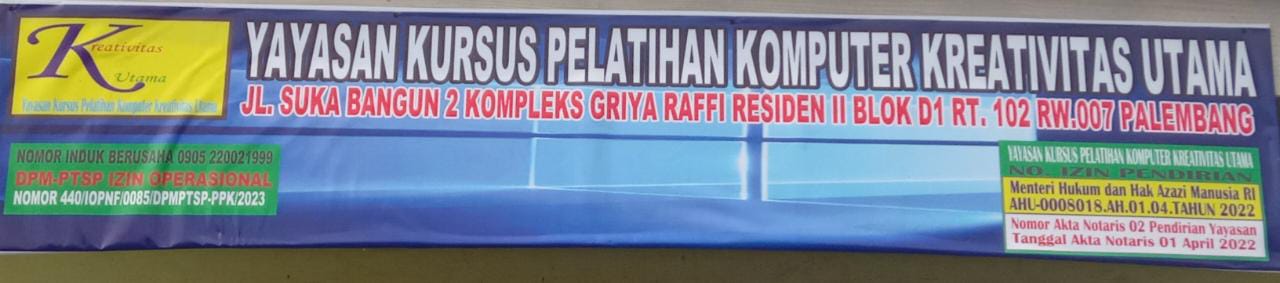 Kreativitas
Utama
Yayasan Kursus Pelatihan Komputer Kreativitas Utama
YAYASAN KURSUS PELATIHAN KOMPUTER KREATIVITAS UTAMA
JL. SUKA BANGUN 2 KOMPLEKS GRIYA RAFFI RESIDEN II BLOK D1 RT. 102 RW.007 PALEMBANG
NOMOR INDUK BERUSAHA 0905 220021999
DPM-PTSP IZIN OPERASIONAL
NOMOR 440/IOPNF/0085/DPMPTSP-PPK/2023
YAYASAN KURSUS PELATIHAN KOMPUTER KREATIVITAS UTAMA
NO. IZIN PENDIRIAN
Menteri Hukum dan Hak Azazi Manusia RI
AHU-0008018.AH.01.04.TAHUN 2022
Nomor Akta Notaris 02 Pendirian Yayasan
Tanggal Akta Notaris 01 April 2022